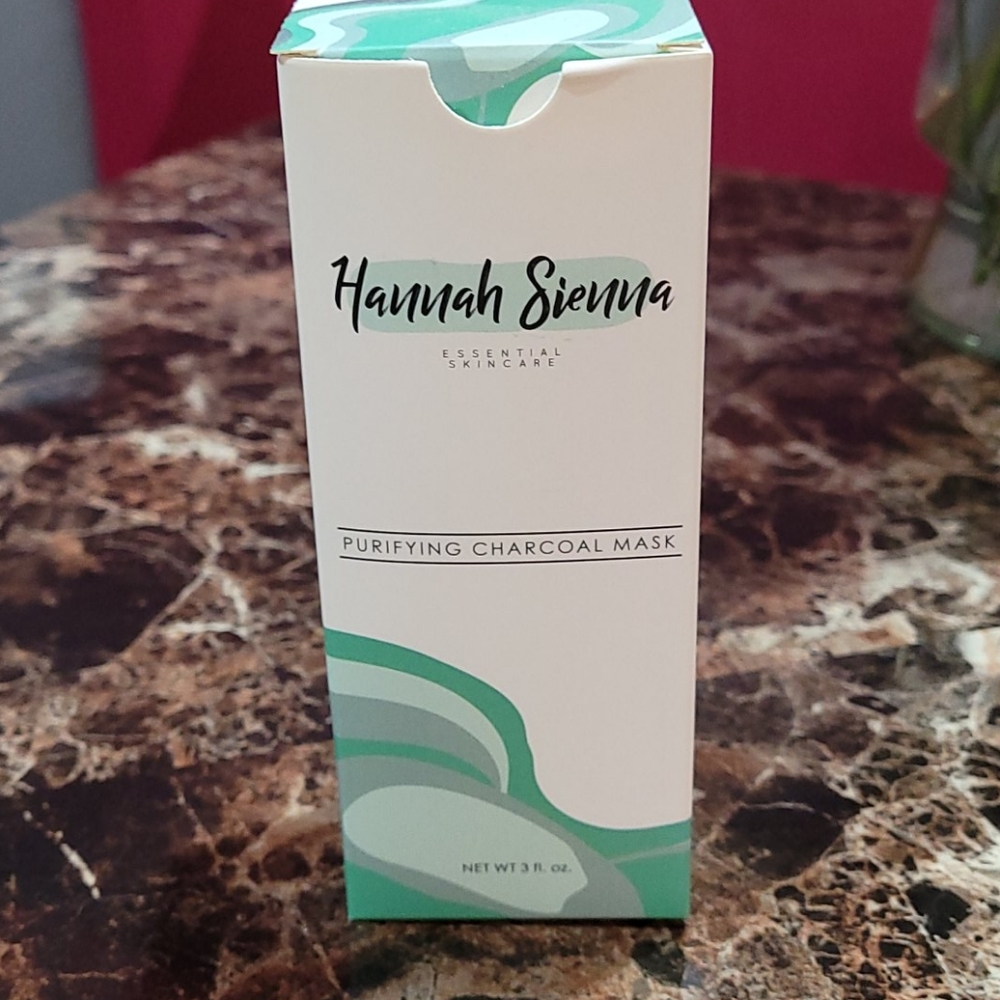 Hannah Sienna
ESSENTIAL
SKINCARE
PURIFYING CHARCOAL MASK
NET WT 3 fl. oz.